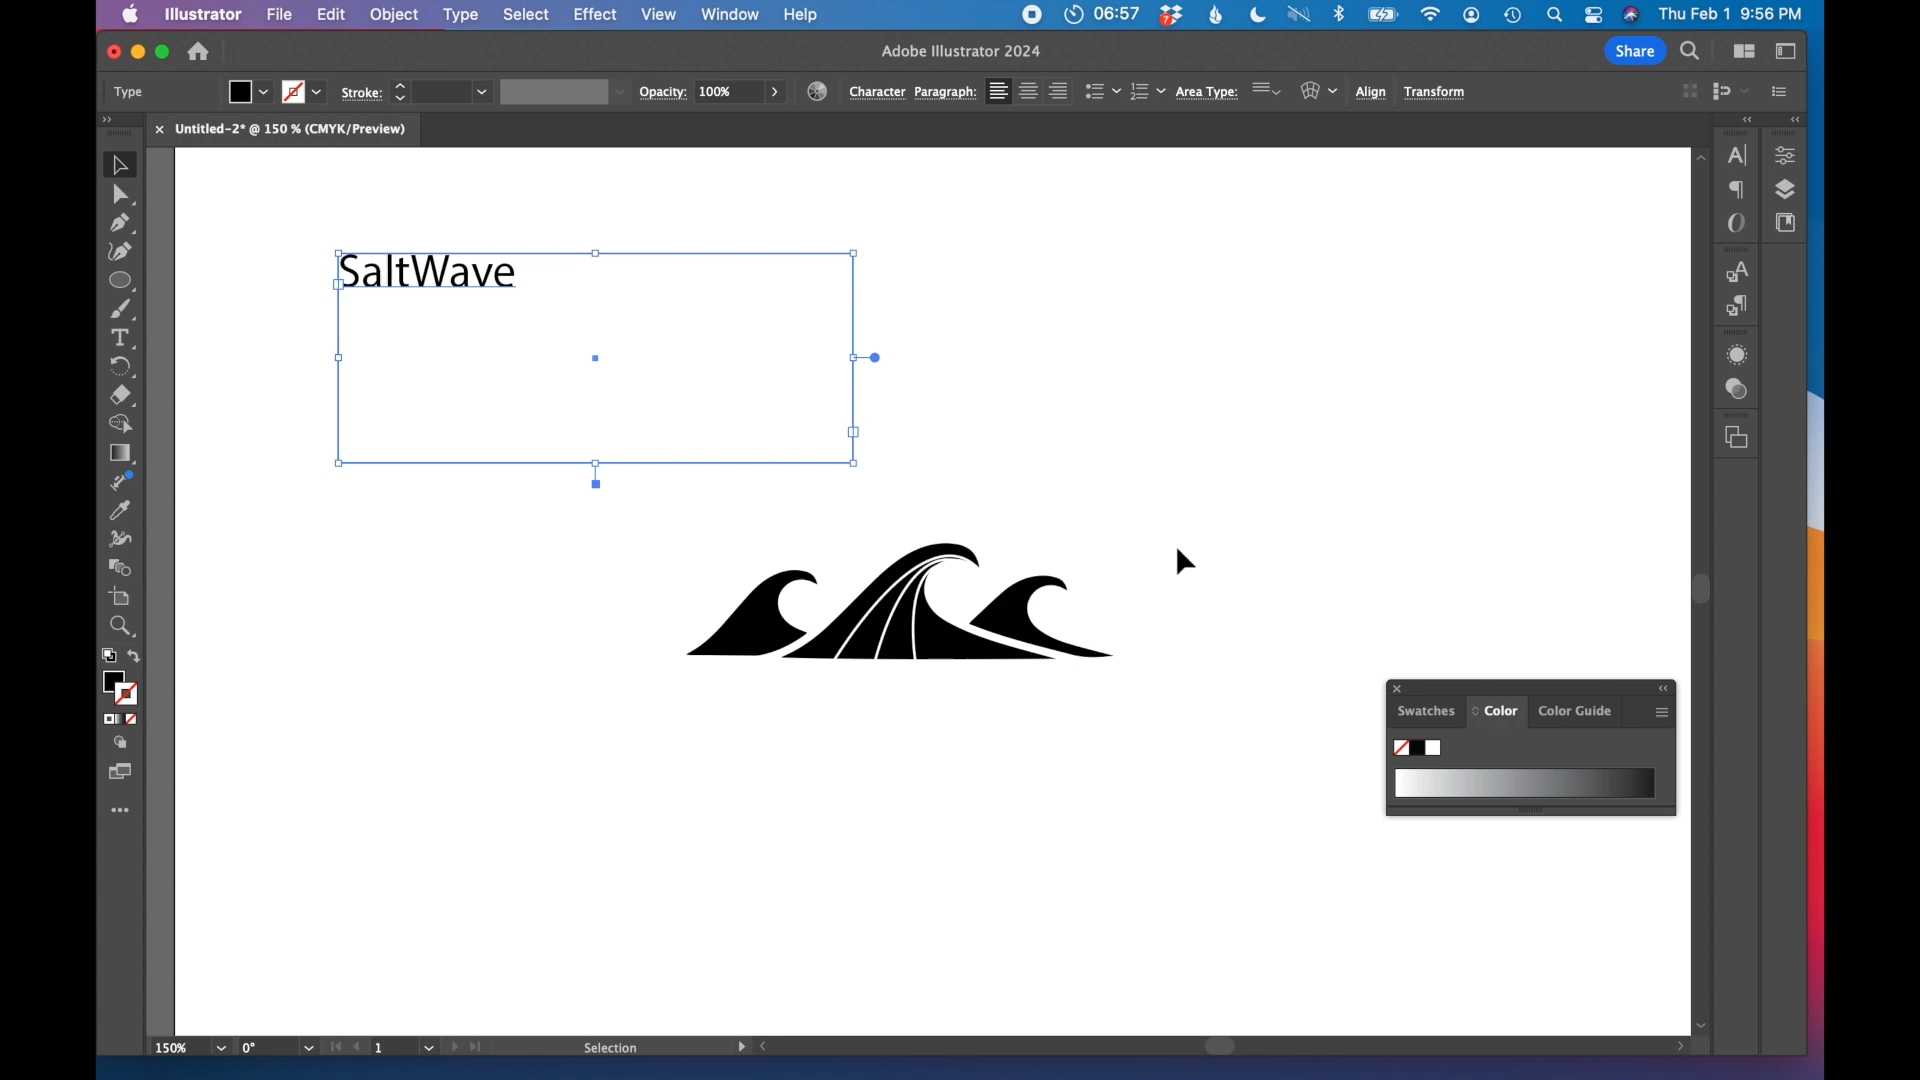 Illustrator File Edit Object Type Select Effect View Window Help 06:57 7 Thu Feb 1 9:56 PM
Adobe Illustrator 2024 Share
Type Stroke: Opacity: 100% Character Paragraph: Area Type: Align Transform
Untitled-2* @ 150 % (CMYK/Preview)
SaltWave
Swatches Color Color Guide
150% 0° 1 Selection